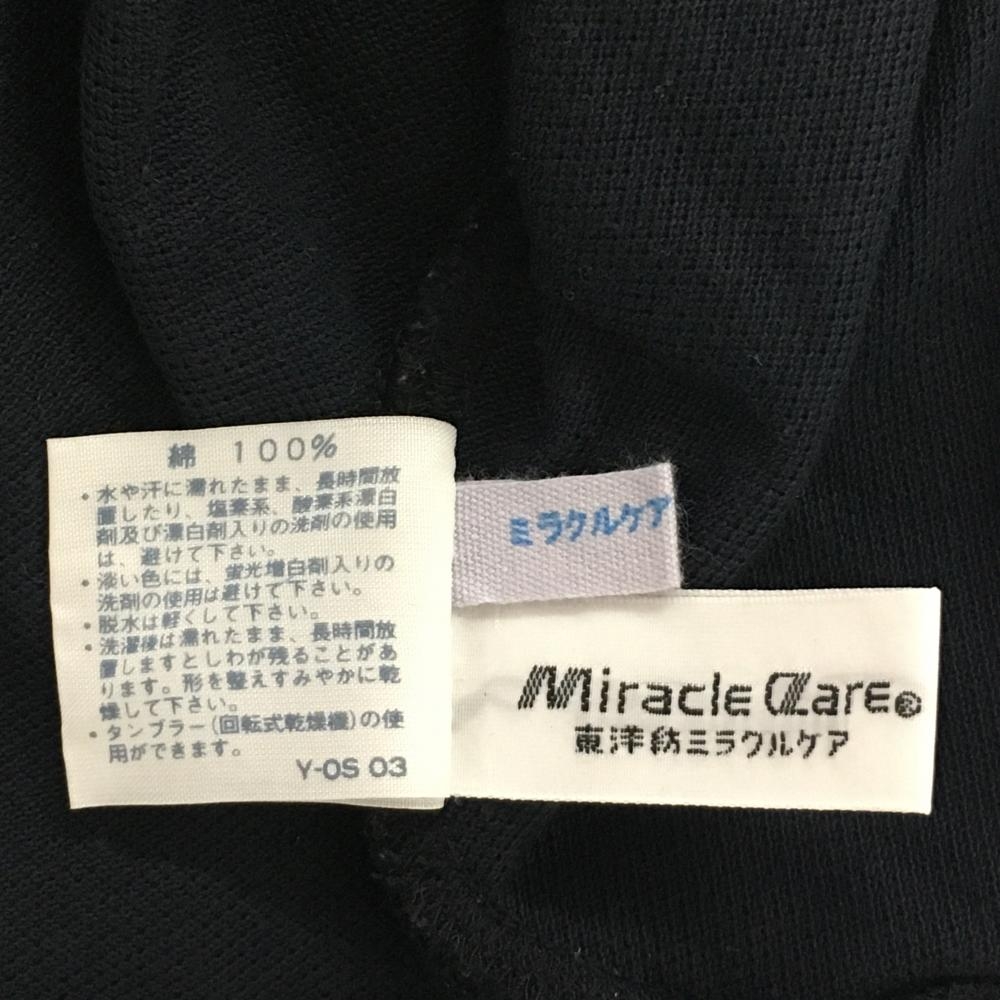 綿 100%
・水や汗に濡れたまま、長時間放
置したり、塩素系、酸素系漂白
剤及び漂白剤入りの洗剤の使用
は、避けて下さい。
・淡い色には、蛍光増白剤入りの
洗剤の使用は避けて下さい。
・脱水は軽くして下さい。
・洗濯後は濡れたまま、長時間放
置しますとしわが残ることがあ
ります。形を整えすみやかに乾
燥して下さい。
・タンブラー(回転式乾燥機)の使
用ができます。
Y-OS 03
ミラクルケア
Miracle Care®
東洋紡ミラクルケア